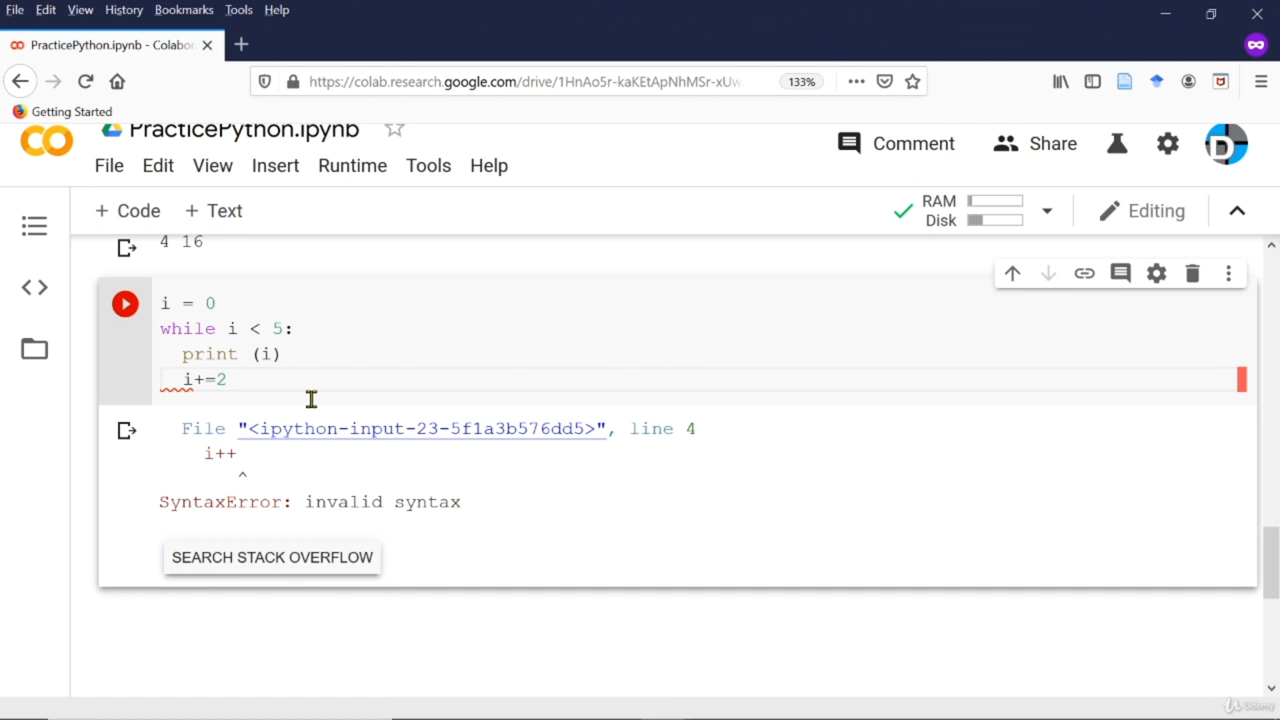 File Edit View History Bookmarks Tools Help
PracticePython.ipynb - Colabor
https://colab.research.google.com/drive/1HnAo5r-kaKEtApNhMSr-xUw 133%
Getting Started
PracticePython.ipynb
Comment Share
File Edit View Insert Runtime Tools Help
+ Code + Text
RAM
Disk
Editing
4 16
i = 0
while i < 5:
print (i)
i+=2
File "<ipython-input-23-5f1a3b576dd5>", line 4
i++
^
SyntaxError: invalid syntax
SEARCH STACK OVERFLOW
Udemy